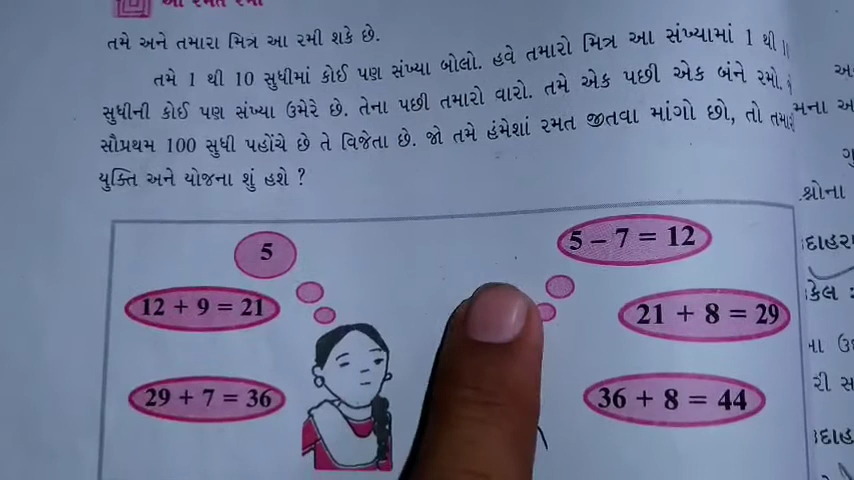 તમે અને તમારા મિત્ર આ રમી શકે છે.
તમે 1 થી 10 સુધીમાં કોઈ પણ સંખ્યા બોલો. હવે તમારો મિત્ર આ સંખ્યામાં 1 થી
સુધીની કોઈ પણ સંખ્યા ઉમેરે છે. તેના પછી તમારો વારો. તમે એક પછી એક બંને રમો.
સૌપ્રથમ 100 સુધી પહોંચે છે તે વિજેતા છે. જો તમે હંમેશાં રમત જીતવા માંગો છો, તો તમારી
યુક્તિ અને યોજના શું હશે ?
5
5 – 7 = 12
12 + 9 = 21
21 + 8 = 29
29 + 7 = 36
36 + 8 = 44